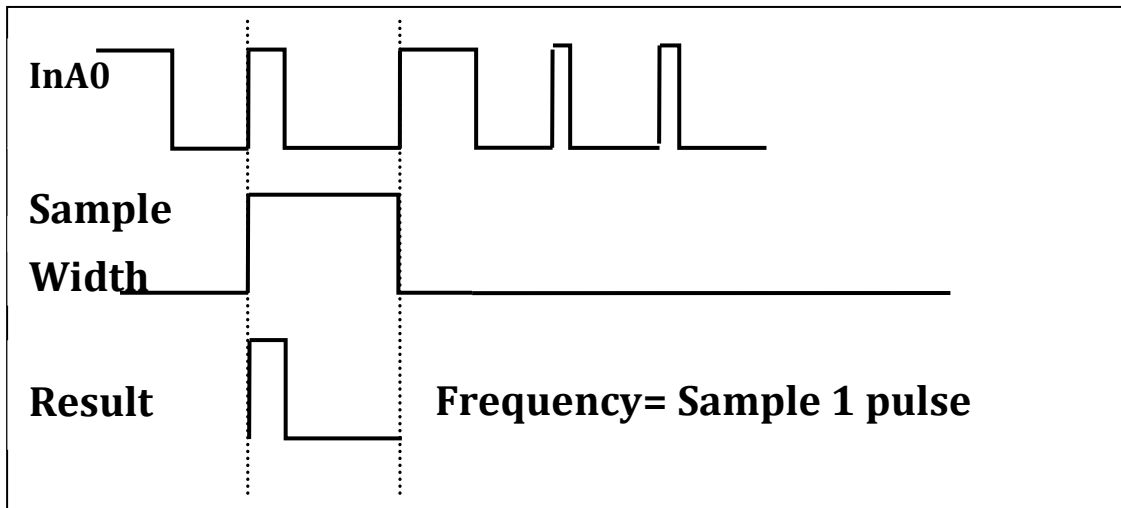 InA0
Sample
Width
Result
Frequency= Sample 1 pulse